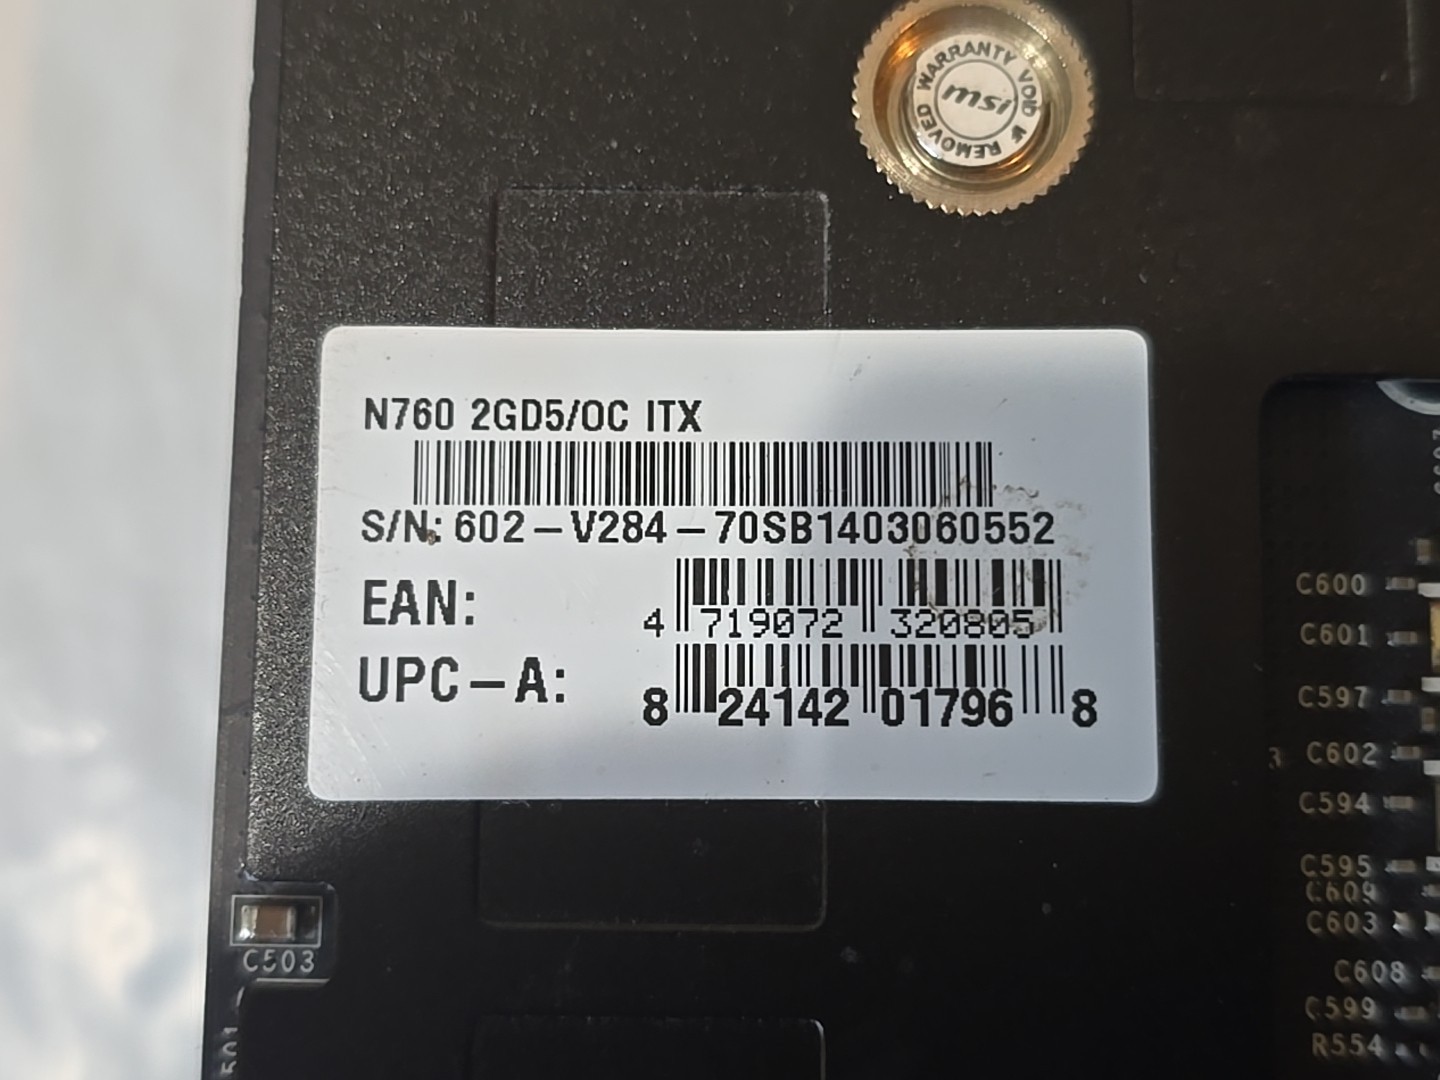 WARRANTY VOID REMOVED
msi
N760 2GD5/OC ITX
S/N: 602-V284-70SB1403060552
EAN:
4 719072 320805
UPC-A:
8 24142 01796 8
C600
C601
C597
C602
C594
C595
C609
C603
C608
C599
R554
C503